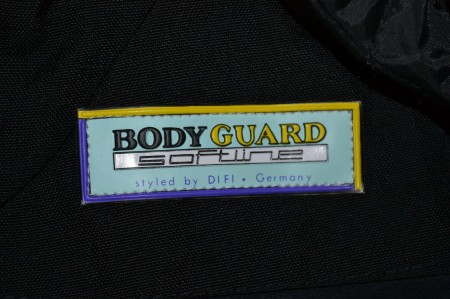 BODY GUARD
softline
styled by DIFI • Germany